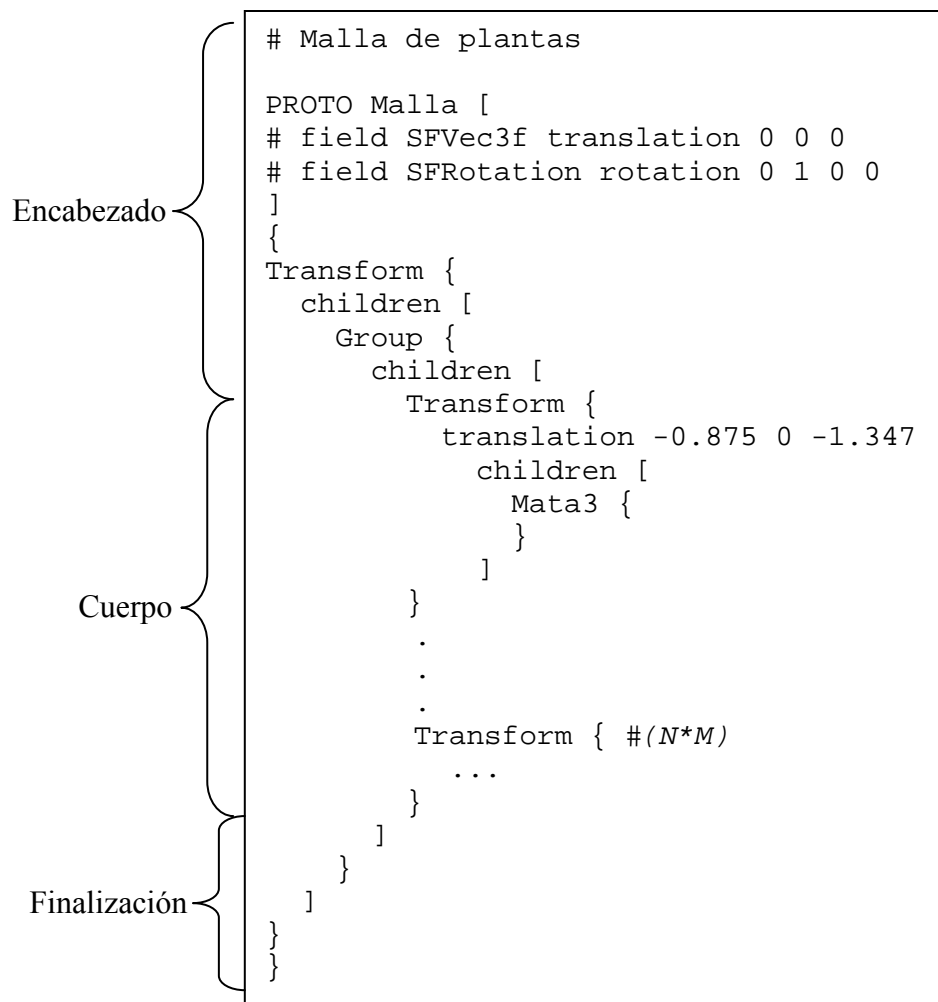 # Malla de plantas
PROTO Malla [
# field SFVec3f translation 0 0 0
# field SFRotation rotation 0 1 0 0
Encabezado
]
{
Transform {
children [
Group {
children [
Transform {
translation -0.875 0 -1.347
children [
Mata3 {
}
]
Cuerpo
}
.
.
.
Transform { #(N*M)
...
}
]
}
Finalización
]
}
}